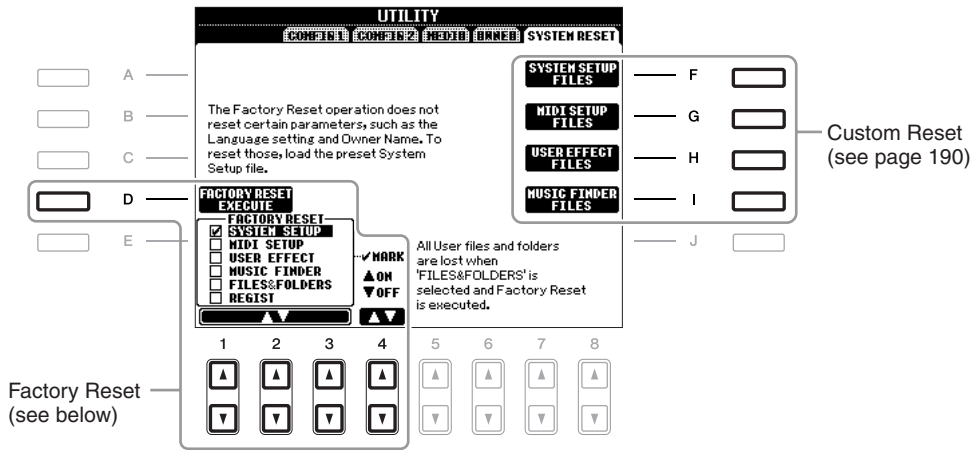 UTILITY
CONFIG 1 CONFIG 2 MEDIA OWNER SYSTEM RESET
A
B
C
D
E
The Factory Reset operation does not
reset certain parameters, such as the
Language setting and Owner Name. To
reset those, load the preset System
Setup file.
FACTORY RESET
EXECUTE
FACTORY RESET
SYSTEM SETUP
MIDI SETUP
USER EFFECT
MUSIC FINDER
FILES&FOLDERS
REGIST
MARK
▲ON
▼OFF
All User files and folders
are lost when
'FILES&FOLDERS' is
selected and Factory Reset
is executed.
SYSTEM SETUP
FILES
MIDI SETUP
FILES
USER EFFECT
FILES
MUSIC FINDER
FILES
F
G
H
I
J
Custom Reset
(see page 190)
1 2 3 4 5 6 7 8
Factory Reset
(see below)